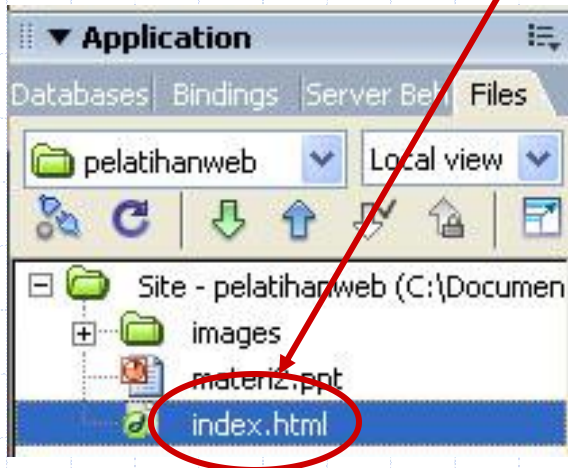 Application
Databases Bindings Server Beh Files
pelatihanweb Local view
Site - pelatihanweb (C:\Documen
images
materi2.ppt
index.html